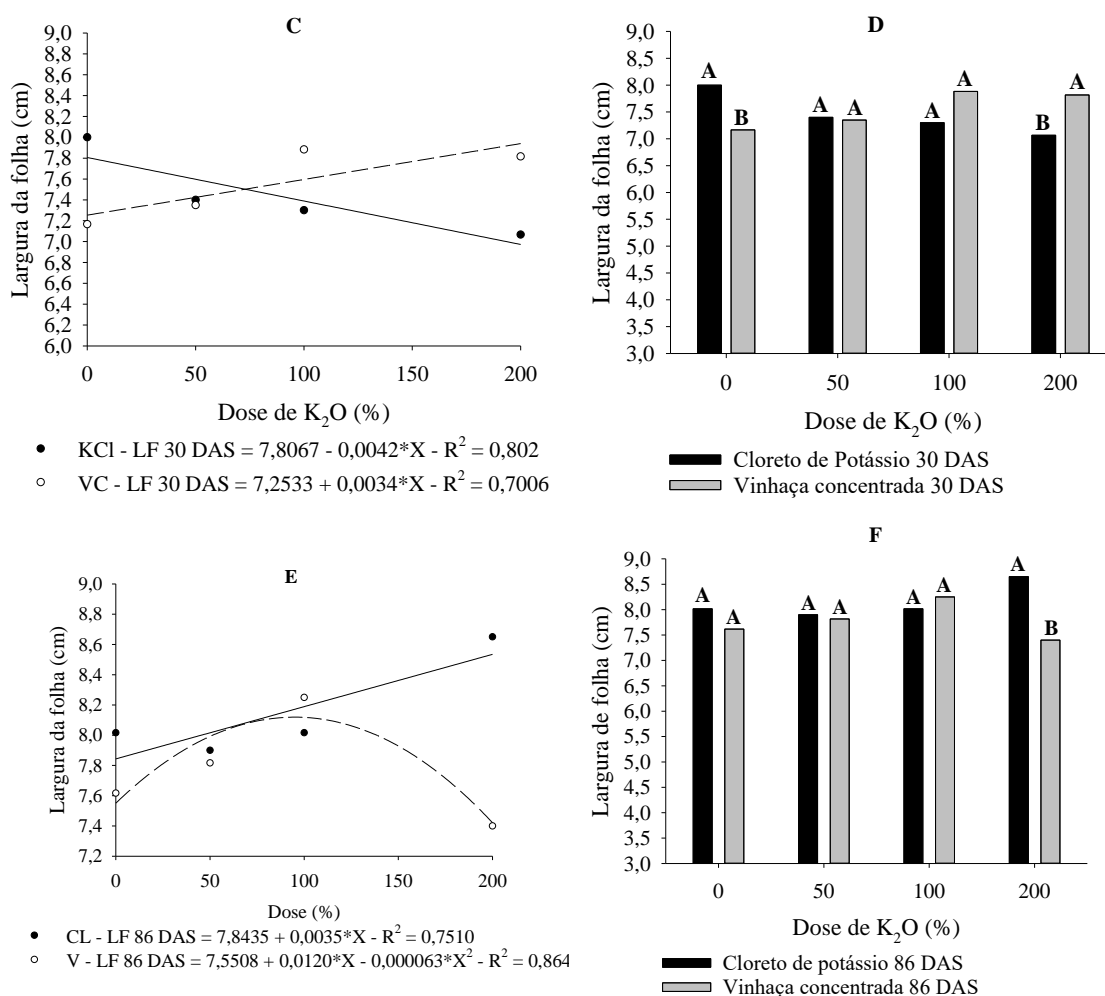 C
Largura da folha (cm)
9,0
8,8
8,6
8,4
8,2
8,0
7,8
7,6
7,4
7,2
7,0
6,8
6,6
6,4
6,2
6,0
0 50 100 150 200
Dose de K₂O (%)
● KCl - LF 30 DAS = 7,8067 - 0,0042*X - R² = 0,802
○ VC - LF 30 DAS = 7,2533 + 0,0034*X - R² = 0,7006
D
Largura da folha (cm)
9,0
8,5
8,0
7,5
7,0
6,5
6,0
5,5
5,0
4,5
4,0
3,5
3,0
A B A A A A B A
0 50 100 200
Dose de K₂O (%)
Cloreto de Potássio 30 DAS
Vinhaça concentrada 30 DAS
E
Largura da folha (cm)
9,0
8,8
8,6
8,4
8,2
8,0
7,8
7,6
7,4
7,2
0 50 100 150 200
Dose (%)
● CL - LF 86 DAS = 7,8435 + 0,0035*X - R² = 0,7510
○ V - LF 86 DAS = 7,5508 + 0,0120*X - 0,000063*X² - R² = 0,864
F
Largura de folha (cm)
9,0
8,5
8,0
7,5
7,0
6,5
6,0
5,5
5,0
4,5
4,0
3,5
3,0
A A A A A A A B
0 50 100 200
Dose de K₂O (%)
Cloreto de potássio 86 DAS
Vinhaça concentrada 86 DAS